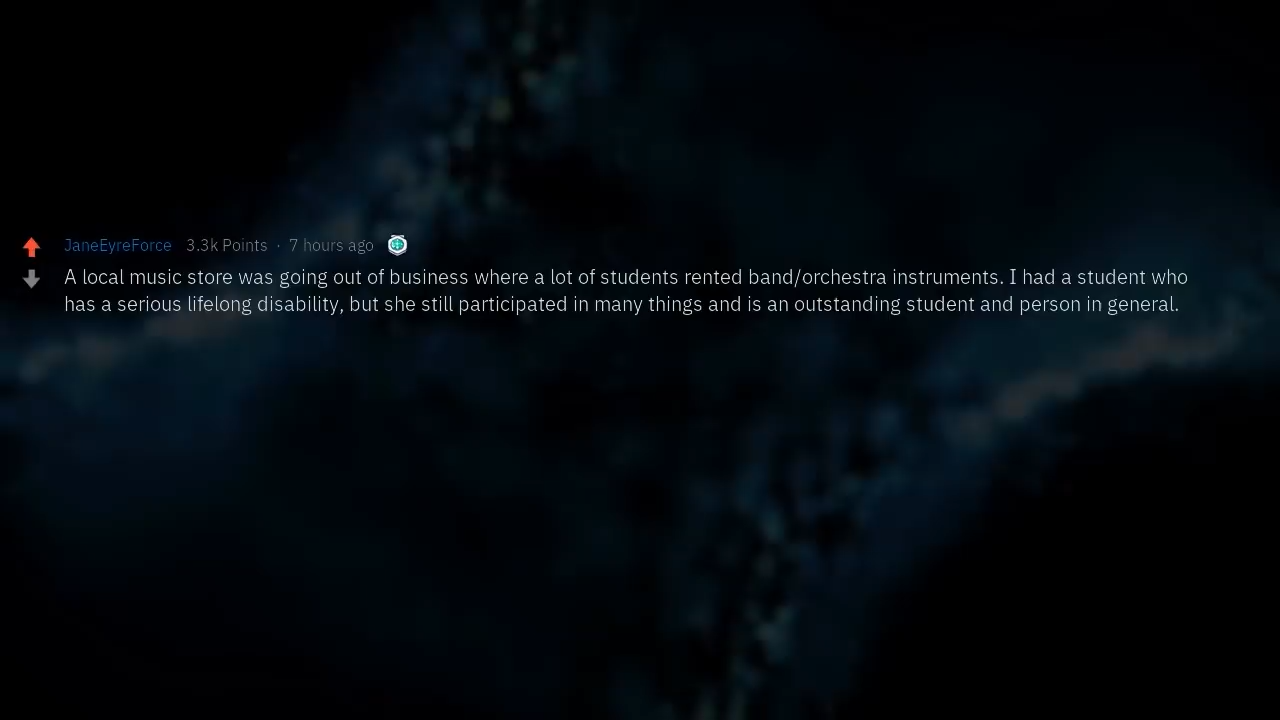 JaneEyreForce 3.3k Points · 7 hours ago
A local music store was going out of business where a lot of students rented band/orchestra instruments. I had a student who
has a serious lifelong disability, but she still participated in many things and is an outstanding student and person in general.